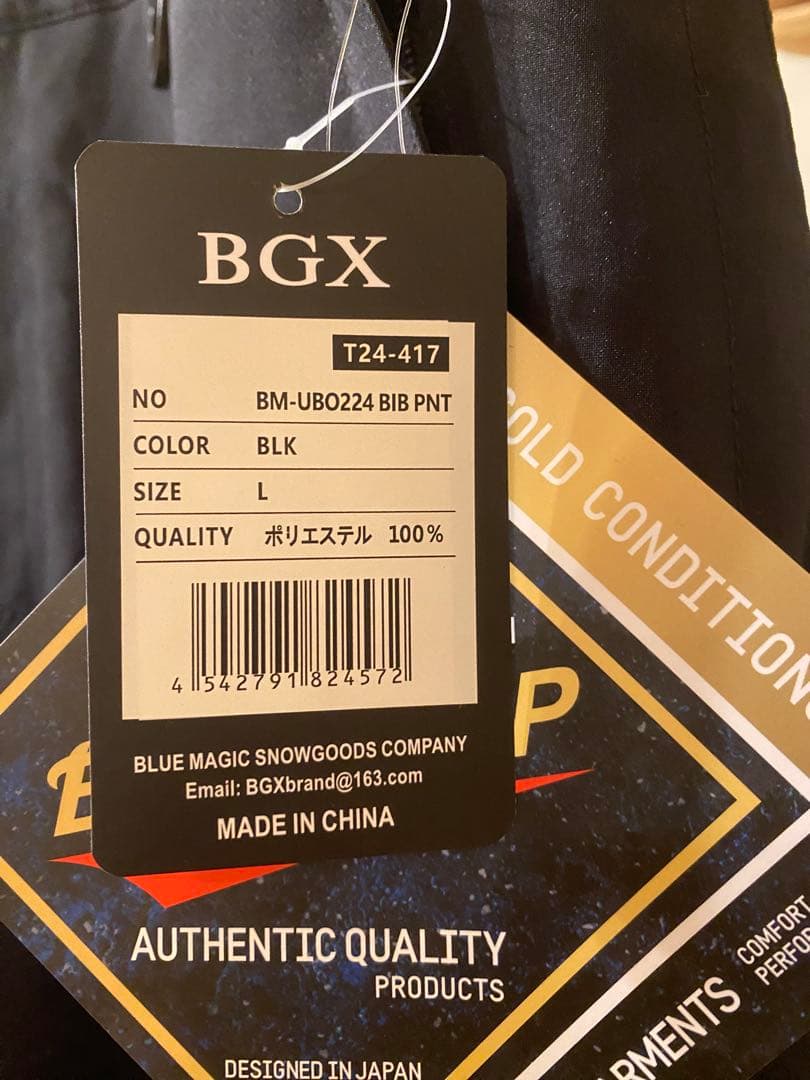 BGX
T24-417
NO BM-UBO224 BIB PNT
COLOR BLK
SIZE L
QUALITY ポリエステル 100%
4 542791 824572
BLUE MAGIC SNOWGOODS COMPANY
Email: BGXbrand@163.com
MADE IN CHINA
COLD CONDITION
AUTHENTIC QUALITY
PRODUCTS
DESIGNED IN JAPAN
COMFORT